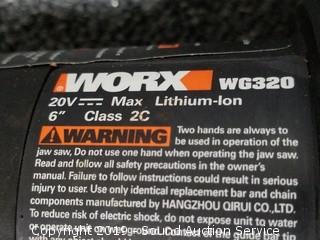 WORX WG320
20V⎓ Max Lithium-Ion
6" Class 2C
WARNING Two hands are always to
be used in operation of the
jaw saw, Do not use one hand when operating the jaw saw.
Read and follow all safety precautions in the owner's
manual. Failure to follow instructions could result in serious
injury to user. Use only identical replacement bar and chain
components manufactured by HANGZHOU QIRUI CO.,LTD.
To reduce risk of electric shock, do not expose unit to water
guide bar tip
Copyright 2019